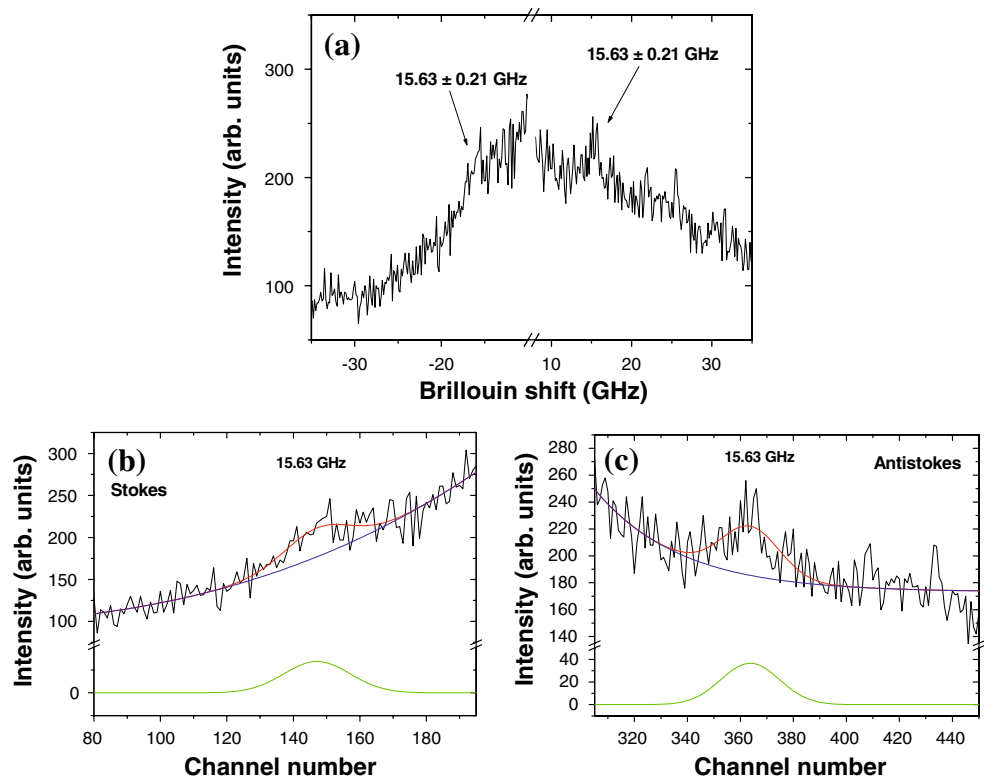 (a)
15.63 ± 0.21 GHz
15.63 ± 0.21 GHz
300
200
100
Intensity (arb. units)
-30 -20 10 20 30
Brillouin shift (GHz)
(b)
15.63 GHz
Stokes
300
250
200
150
100
0
Intensity (arb. units)
80 100 120 140 160 180
Channel number
(c)
15.63 GHz
Antistokes
280
260
240
220
200
180
160
140
40
20
0
Intensity (arb. units)
320 340 360 380 400 420 440
Channel number